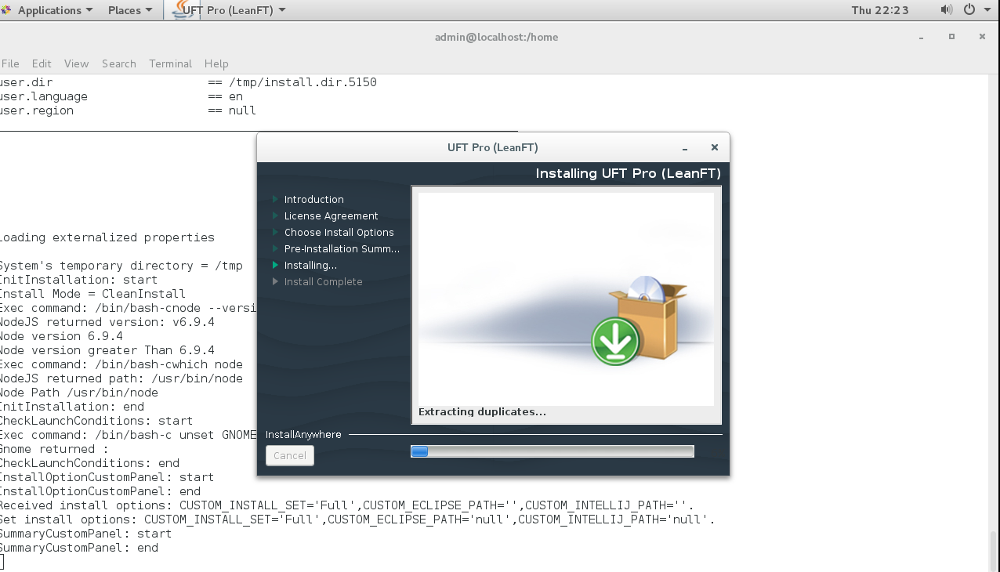 Applications Places UFT Pro (LeanFT) Thu 22:23
admin@localhost:/home
File Edit View Search Terminal Help
user.dir == /tmp/install.dir.5150
user.language == en
user.region == null
UFT Pro (LeanFT)
Installing UFT Pro (LeanFT)
Introduction
License Agreement
Choose Install Options
Pre-Installation Summ...
Installing...
Install Complete
Extracting duplicates...
InstallAnywhere
Cancel
Loading externalized properties
System's temporary directory = /tmp
InitInstallation: start
Install Mode = CleanInstall
Exec command: /bin/bash-cnode --versi
NodeJS returned version: v6.9.4
Node version 6.9.4
Node version greater Than 6.9.4
Exec command: /bin/bash-cwhich node
NodeJS returned path: /usr/bin/node
Node Path /usr/bin/node
InitInstallation: end
CheckLaunchConditions: start
Exec command: /bin/bash-c unset GNOME
Gnome returned :
CheckLaunchConditions: end
InstallOptionCustomPanel: start
InstallOptionCustomPanel: end
Received install options: CUSTOM_INSTALL_SET='Full',CUSTOM_ECLIPSE_PATH='',CUSTOM_INTELLIJ_PATH=''.
Set install options: CUSTOM_INSTALL_SET='Full',CUSTOM_ECLIPSE_PATH='null',CUSTOM_INTELLIJ_PATH='null'.
SummaryCustomPanel: start
SummaryCustomPanel: end